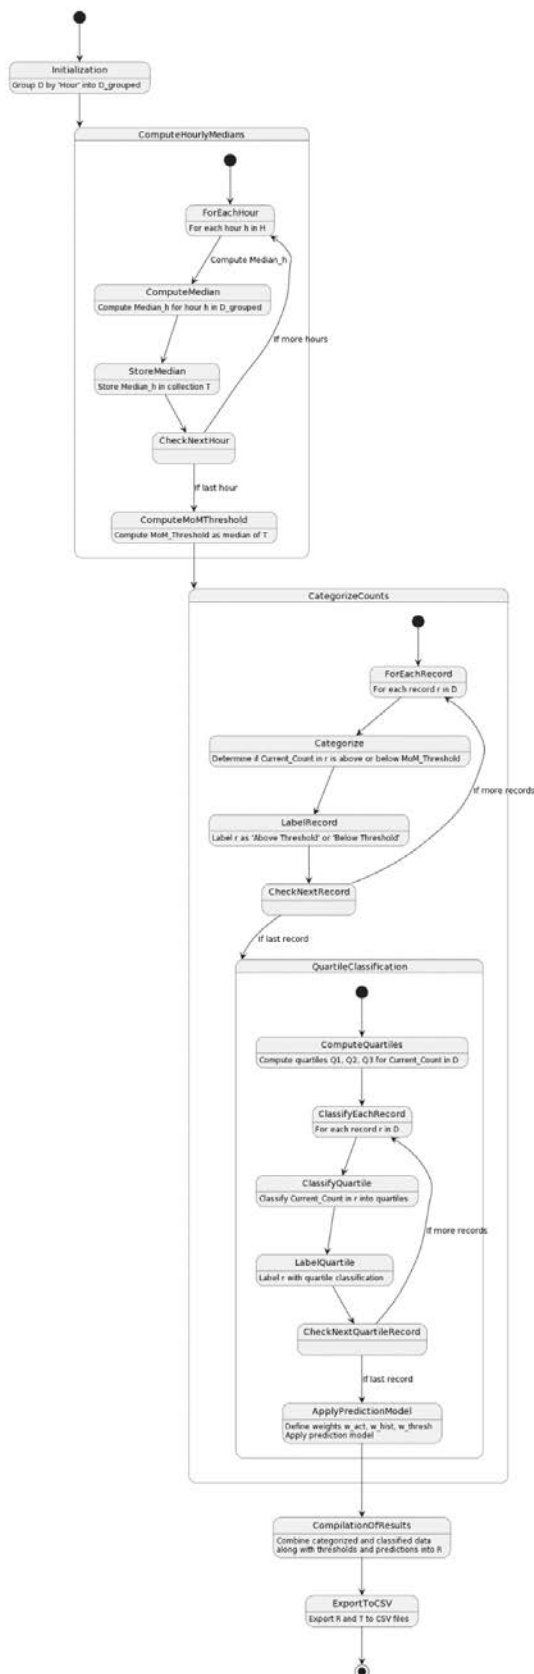 Initialization
Group D by 'Hour' into D_grouped
ComputeHourlyMedians
ForEachHour
For each hour h in H
Compute Median_h
ComputeMedian
Compute Median_h for hour h in D_grouped
If more hours
StoreMedian
Store Median_h in collection T
CheckNextHour
If last hour
ComputeMoMThreshold
Compute MoM_Threshold as median of T
CategorizeCounts
ForEachRecord
For each record r in D
Categorize
Determine if Current_Count in r is above or below MoM_Threshold
If more records
LabelRecord
Label r as 'Above Threshold' or 'Below Threshold'
CheckNextRecord
If last record
QuartileClassification
ComputeQuartiles
Compute quartiles Q1, Q2, Q3 for Current_Count in D
ClassifyEachRecord
For each record r in D
ClassifyQuartile
Classify Current_Count in r into quartiles
If more records
LabelQuartile
Label r with quartile classification
CheckNextQuartileRecord
If last record
ApplyPredictionModel
Define weights w_act, w_hist, w_thresh
Apply prediction model
CompilationOfResults
Combine categorized and classified data
along with thresholds and predictions into R
ExportToCSV
Export R and T to CSV files